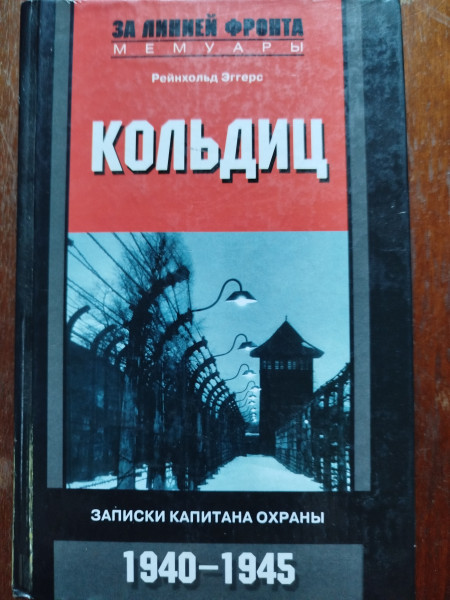 ЗА ЛИНИЕЙ ФРОНТА
МЕМУАРЫ
Рейнхольд Эггерс
КОЛЬДИЦ
ЗАПИСКИ КАПИТАНА ОХРАНЫ
1940–1945